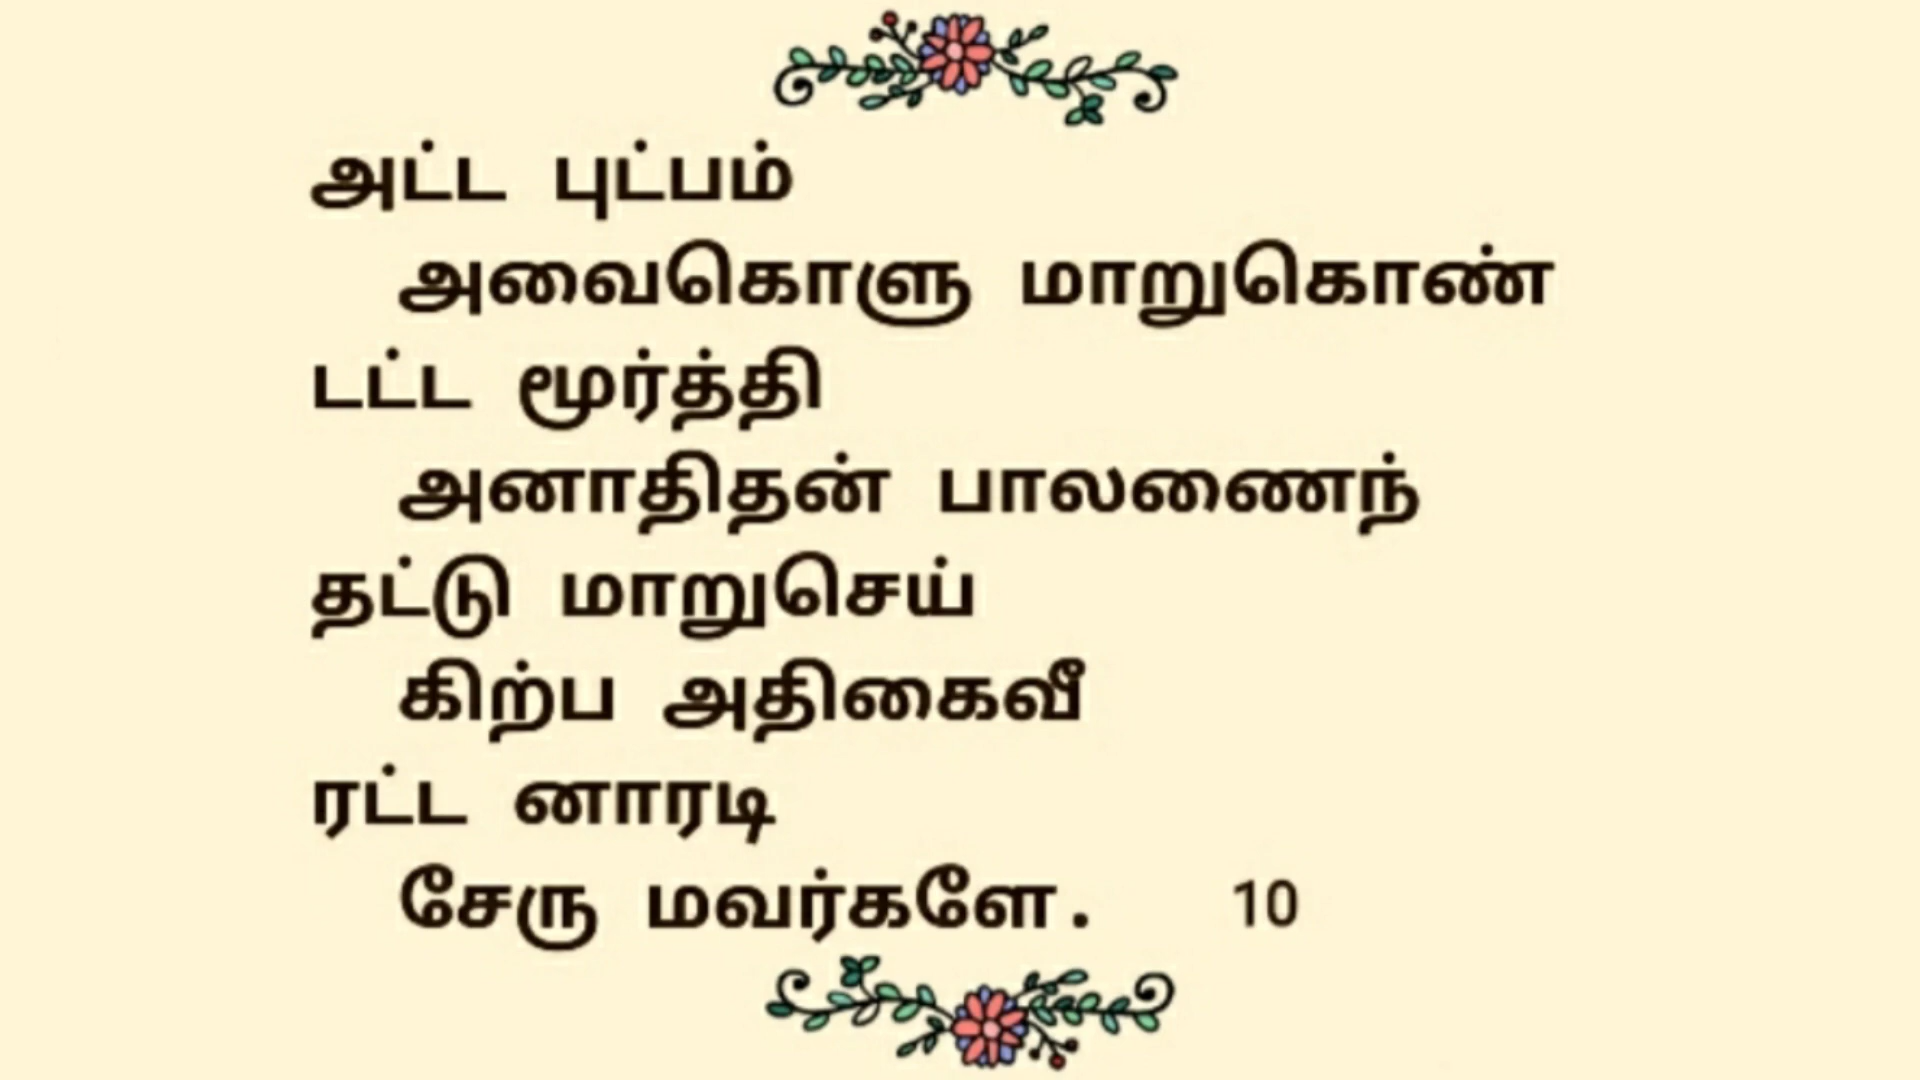 அட்ட புட்பம்
அவைகொளு மாறுகொண்
டட்ட மூர்த்தி
அனாதிதன் பாலணைந்
தட்டு மாறுசெய்
கிற்ப அதிகைவீ
ரட்ட னாரடி
சேரு மவர்களே. 10